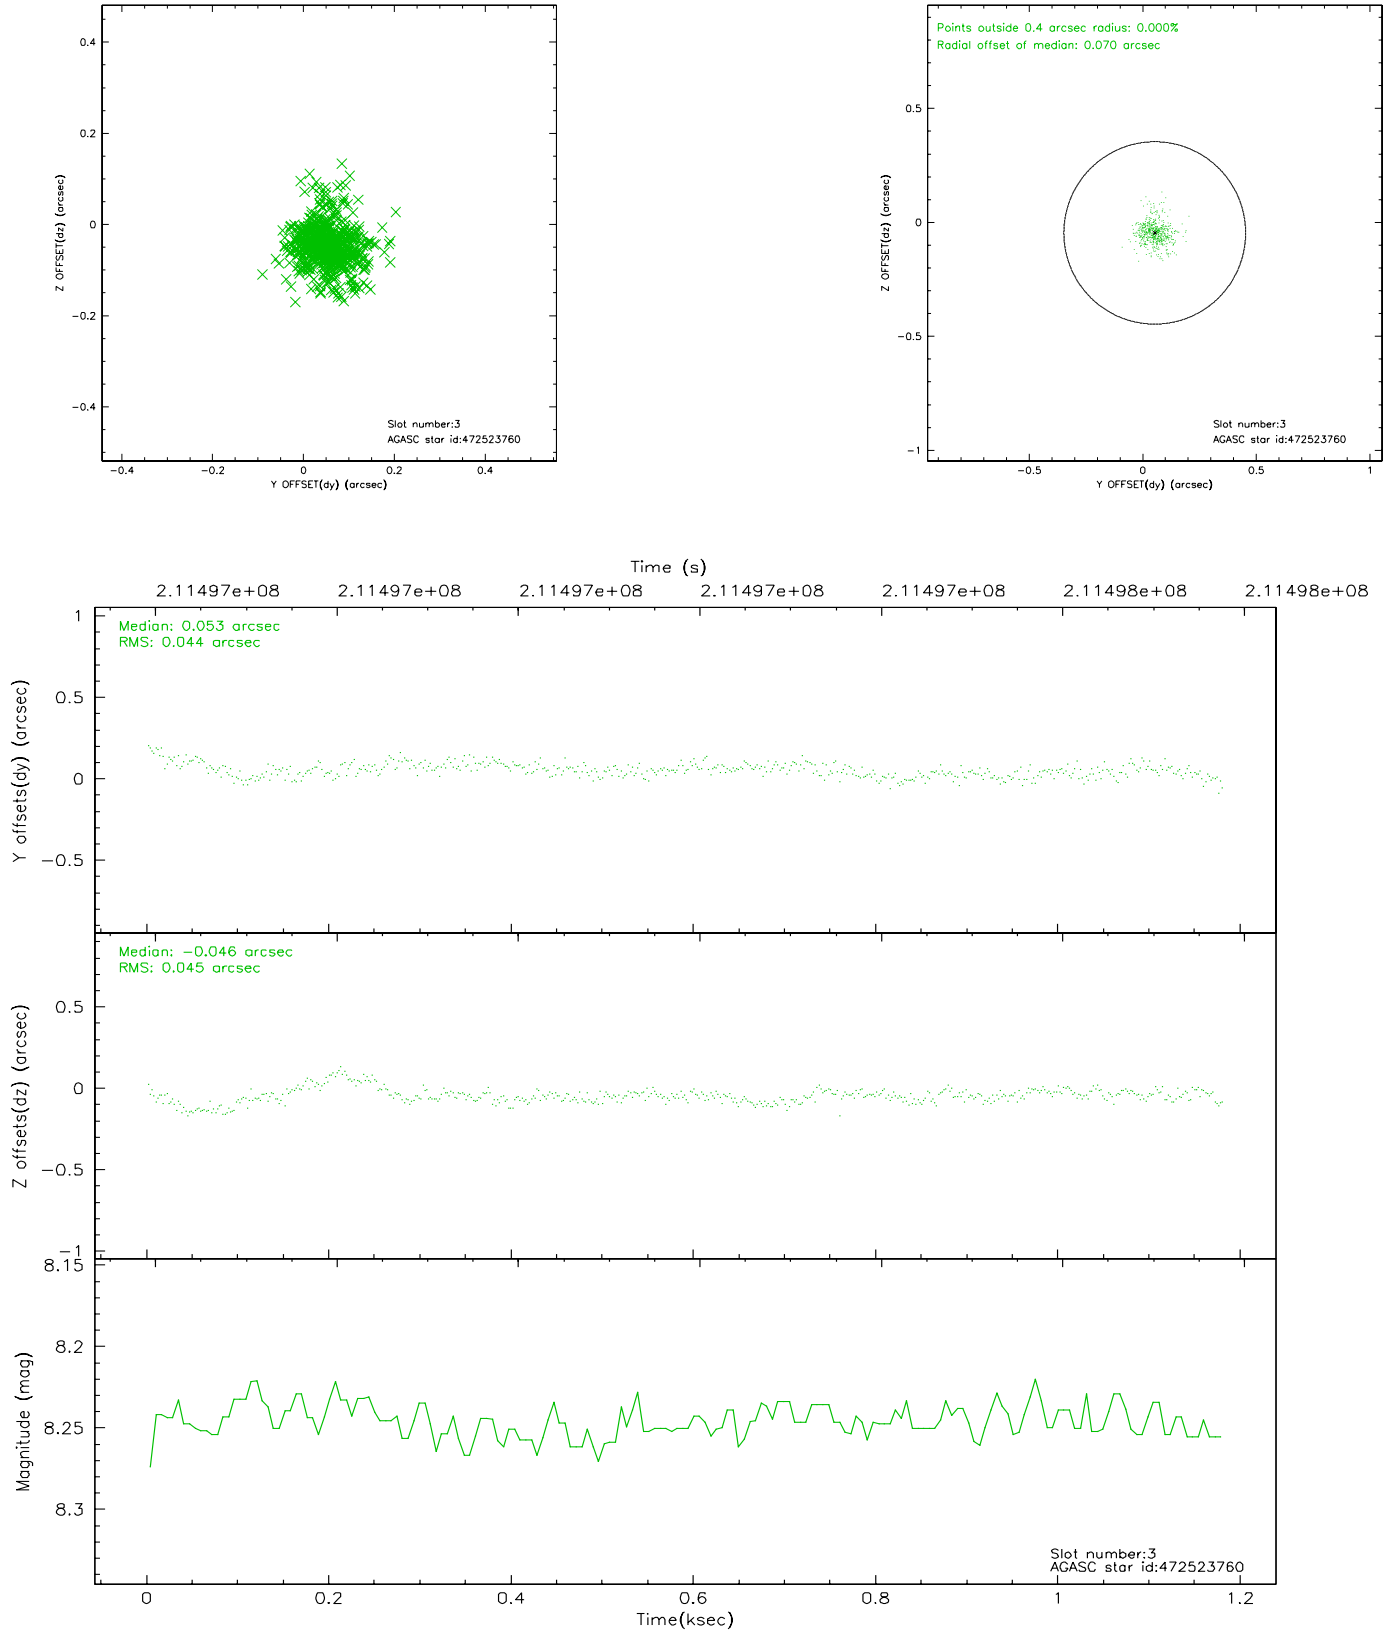 0.4
0.2
0
−0.2
−0.4
Z OFFSET(dz) (arcsec)
−0.4 −0.2 0 0.2 0.4
Y OFFSET(dy) (arcsec)
Slot number:3
AGASC star id:472523760
Points outside 0.4 arcsec radius: 0.000%
Radial offset of median: 0.070 arcsec
0.5
0
−0.5
−1
Z OFFSET(dz) (arcsec)
−0.5 0 0.5 1
Y OFFSET(dy) (arcsec)
Slot number:3
AGASC star id:472523760
Time (s)
2.11497e+08 2.11497e+08 2.11497e+08 2.11497e+08 2.11497e+08 2.11498e+08 2.11498e+08
Median: 0.053 arcsec
RMS: 0.044 arcsec
1
0.5
0
−0.5
Y offsets(dy) (arcsec)
Median: −0.046 arcsec
RMS: 0.045 arcsec
0.5
0
−0.5
−1
Z offsets(dz) (arcsec)
8.15
8.2
8.25
8.3
Magnitude (mag)
Slot number:3
AGASC star id:472523760
0 0.2 0.4 0.6 0.8 1 1.2
Time(ksec)